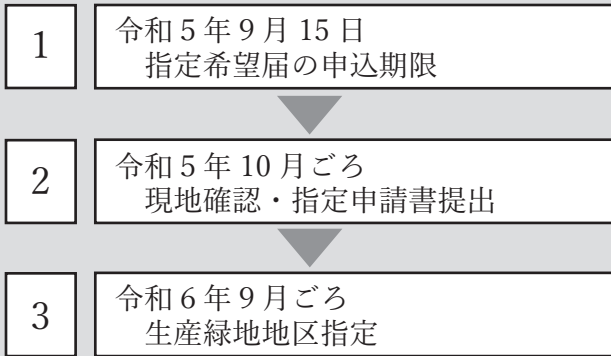 1
令和5年9月15日
指定希望届の申込期限
2
令和5年10月ごろ
現地確認・指定申請書提出
3
令和6年9月ごろ
生産緑地地区指定